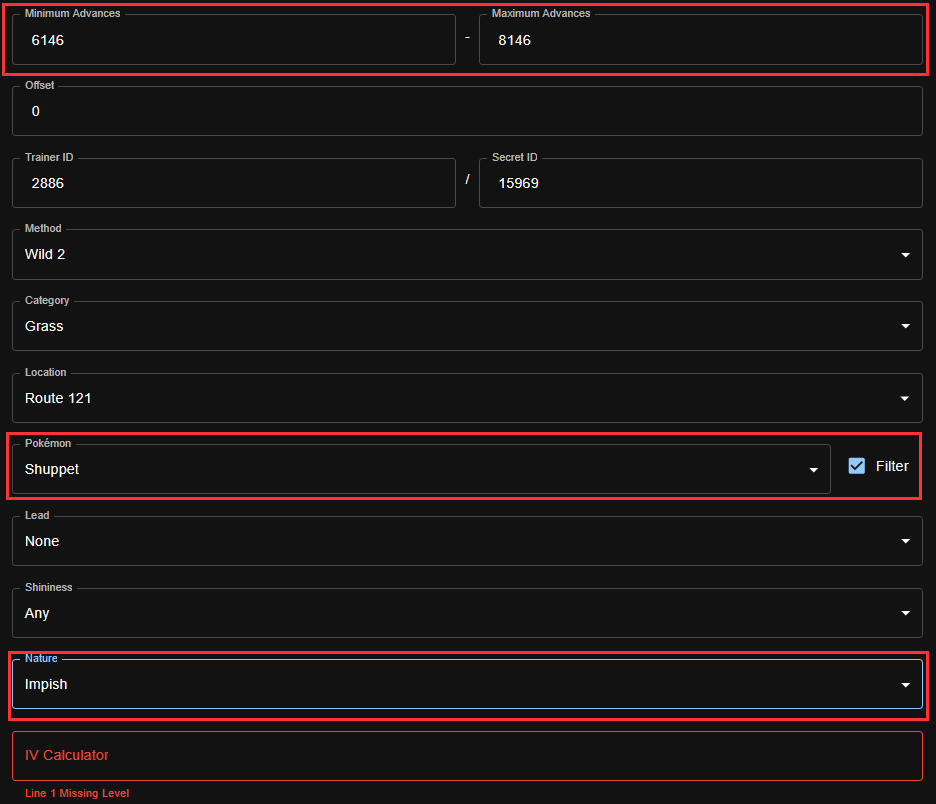 Minimum Advances
6146
-
Maximum Advances
8146
Offset
0
Trainer ID
2886
/
Secret ID
15969
Method
Wild 2
Category
Grass
Location
Route 121
Pokémon
Shuppet
Filter
Lead
None
Shininess
Any
Nature
Impish
IV Calculator
Line 1 Missing Level